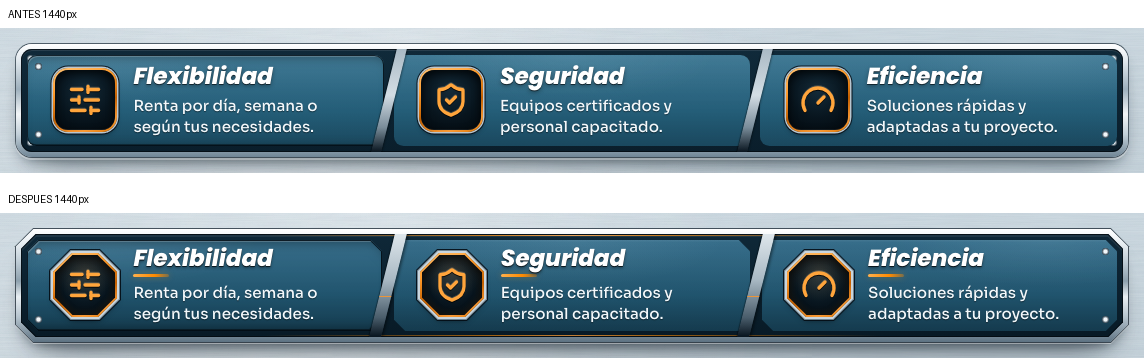 ANTES 1440px
Flexibilidad
Renta por día, semana o
según tus necesidades.
Seguridad
Equipos certificados y
personal capacitado.
Eficiencia
Soluciones rápidas y
adaptadas a tu proyecto.
DESPUES 1440px
Flexibilidad
Renta por día, semana o
según tus necesidades.
Seguridad
Equipos certificados y
personal capacitado.
Eficiencia
Soluciones rápidas y
adaptadas a tu proyecto.